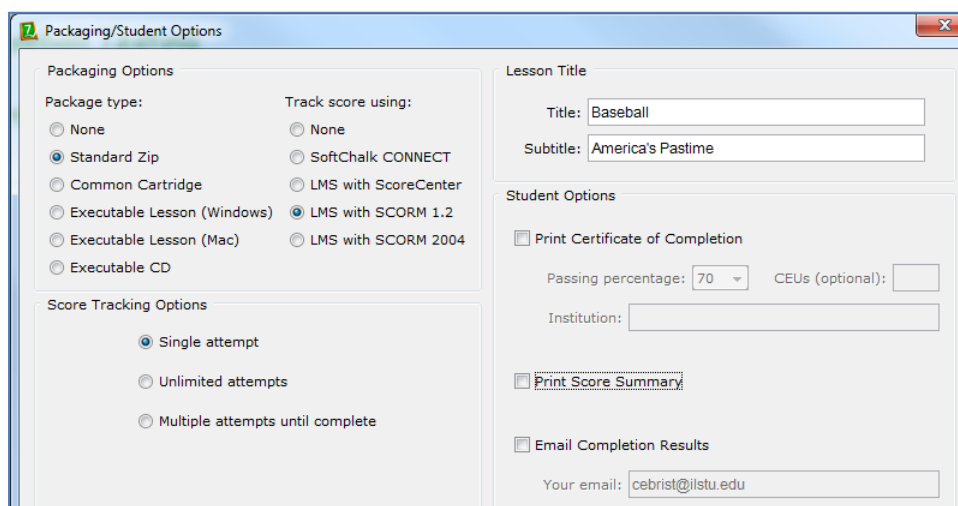 Packaging/Student Options
Packaging Options
Package type:
None
Standard Zip
Common Cartridge
Executable Lesson (Windows)
Executable Lesson (Mac)
Executable CD
Track score using:
None
SoftChalk CONNECT
LMS with ScoreCenter
LMS with SCORM 1.2
LMS with SCORM 2004
Score Tracking Options
Single attempt
Unlimited attempts
Multiple attempts until complete
Lesson Title
Title: Baseball
Subtitle: America's Pastime
Student Options
Print Certificate of Completion
Passing percentage: 70 CEUs (optional):
Institution:
Print Score Summary
Email Completion Results
Your email: cebrist@ilstu.edu